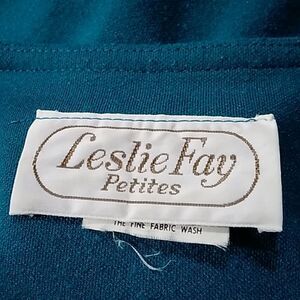 Leslie Fay
Petites
THE FINE FABRIC WASH